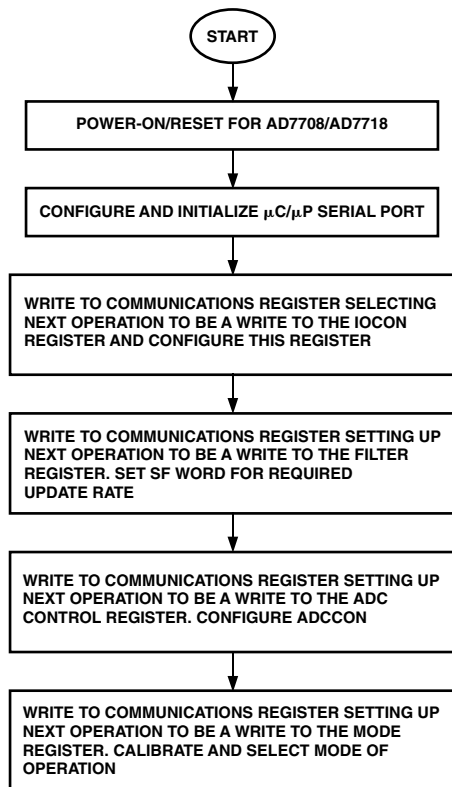 START
POWER-ON/RESET FOR AD7708/AD7718
CONFIGURE AND INITIALIZE μC/μP SERIAL PORT
WRITE TO COMMUNICATIONS REGISTER SELECTING
NEXT OPERATION TO BE A WRITE TO THE IOCON
REGISTER AND CONFIGURE THIS REGISTER
WRITE TO COMMUNICATIONS REGISTER SETTING UP
NEXT OPERATION TO BE A WRITE TO THE FILTER
REGISTER. SET SF WORD FOR REQUIRED
UPDATE RATE
WRITE TO COMMUNICATIONS REGISTER SETTING UP
NEXT OPERATION TO BE A WRITE TO THE ADC
CONTROL REGISTER. CONFIGURE ADCCON
WRITE TO COMMUNICATIONS REGISTER SETTING UP
NEXT OPERATION TO BE A WRITE TO THE MODE
REGISTER. CALIBRATE AND SELECT MODE OF
OPERATION